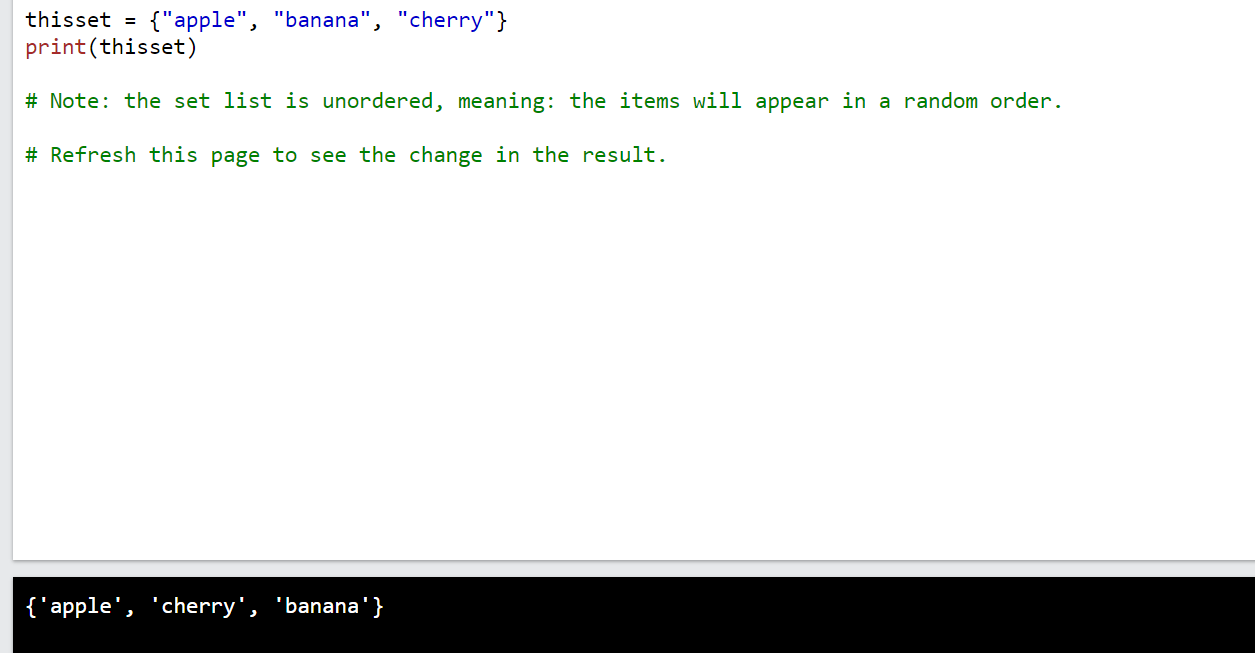 thisset = {"apple", "banana", "cherry"}
print(thisset)
# Note: the set list is unordered, meaning: the items will appear in a random order.
# Refresh this page to see the change in the result.
{'apple', 'cherry', 'banana'}